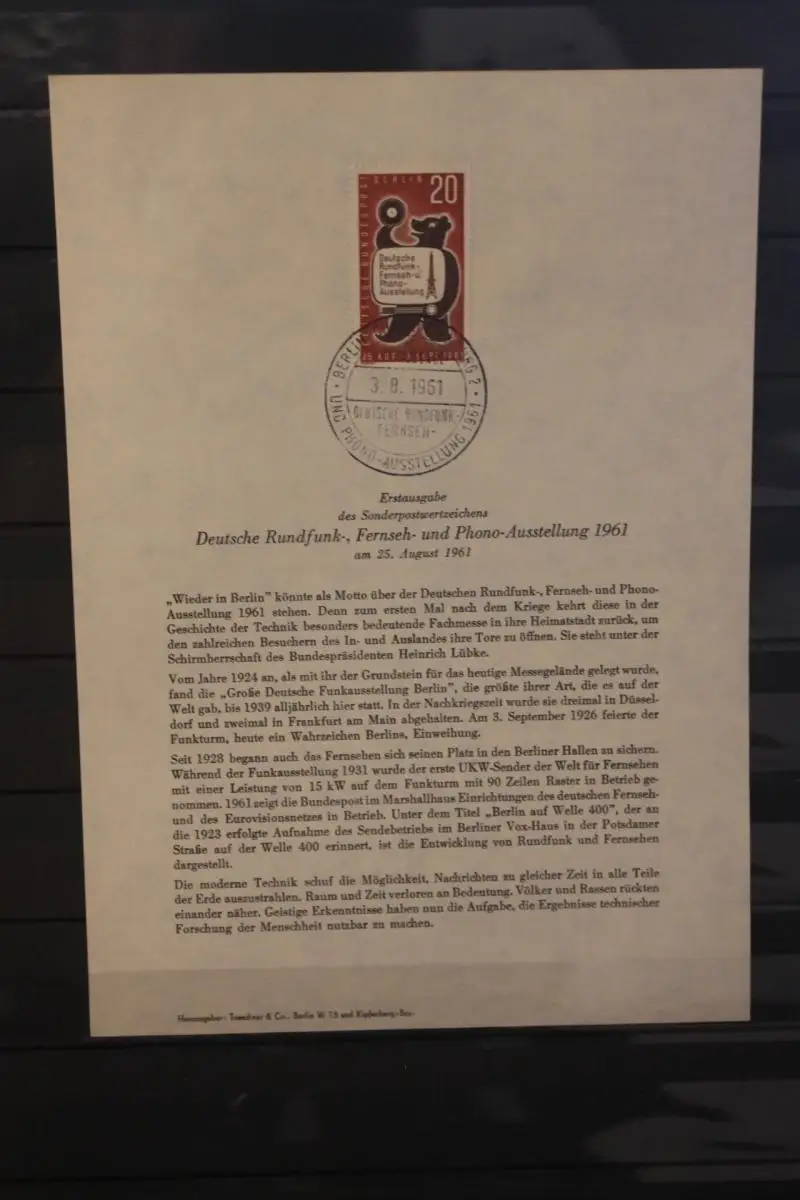 BERLIN 20
DEUTSCHE BUNDESPOST
Deutsche
Rundfunk-
Fernseh-u
Phono-
Ausstellung
BERLIN
2
3. 8. 1961
DEUTSCHE RUNDFUNK-
FERNSEH-
UND PHONO-AUSSTELLUNG 1961
Erstausgabe
des Sonderpostwertzeichens
Deutsche Rundfunk-, Fernseh- und Phono-Ausstellung 1961
am 25. August 1961
„Wieder in Berlin” könnte als Motto über der Deutschen Rundfunk-, Fernseh- und Phono-
Ausstellung 1961 stehen. Denn zum ersten Mal nach dem Kriege kehrt diese in der
Geschichte der Technik besonders bedeutende Fachmesse in ihre Heimatstadt zurück, um
den zahlreichen Besuchern des In- und Auslandes ihre Tore zu öffnen. Sie steht unter der
Schirmherrschaft des Bundespräsidenten Heinrich Lübke.
Vom Jahre 1924 an, als mit ihr der Grundstein für das heutige Messegelände gelegt wurde,
fand die „Große Deutsche Funkausstellung Berlin”, die größte ihrer Art, die es auf der
Welt gab, bis 1939 alljährlich hier statt. In der Nachkriegszeit wurde sie dreimal in Düssel-
dorf und zweimal in Frankfurt am Main abgehalten. Am 3. September 1926 feierte der
Funkturm, heute ein Wahrzeichen Berlins, Einweihung.
Seit 1928 begann auch das Fernsehen sich seinen Platz in den Berliner Hallen zu sichern.
Während der Funkausstellung 1931 wurde der erste UKW-Sender der Welt für Fernsehen
mit einer Leistung von 15 kW auf dem Funkturm mit 90 Zeilen Raster in Betrieb ge-
nommen. 1961 zeigt die Bundespost im Marshallhaus Einrichtungen des deutschen Fernseh-
und des Eurovisionsnetzes in Betrieb. Unter dem Titel „Berlin auf Welle 400”, der an
die 1923 erfolgte Aufnahme des Sendebetriebs im Berliner Vox-Haus in der Potsdamer
Straße auf der Welle 400 erinnert, ist die Entwicklung von Rundfunk und Fernsehen
dargestellt.
Die moderne Technik schuf die Möglichkeit, Nachrichten zu gleicher Zeit in alle Teile
der Erde auszustrahlen. Raum und Zeit verloren an Bedeutung. Völker und Rassen rückten
einander näher. Geistige Erkenntnisse haben nun die Aufgabe, die Ergebnisse technischer
Forschung der Menschheit nutzbar zu machen.
Herausgeber: & Co., Berlin W 15 und